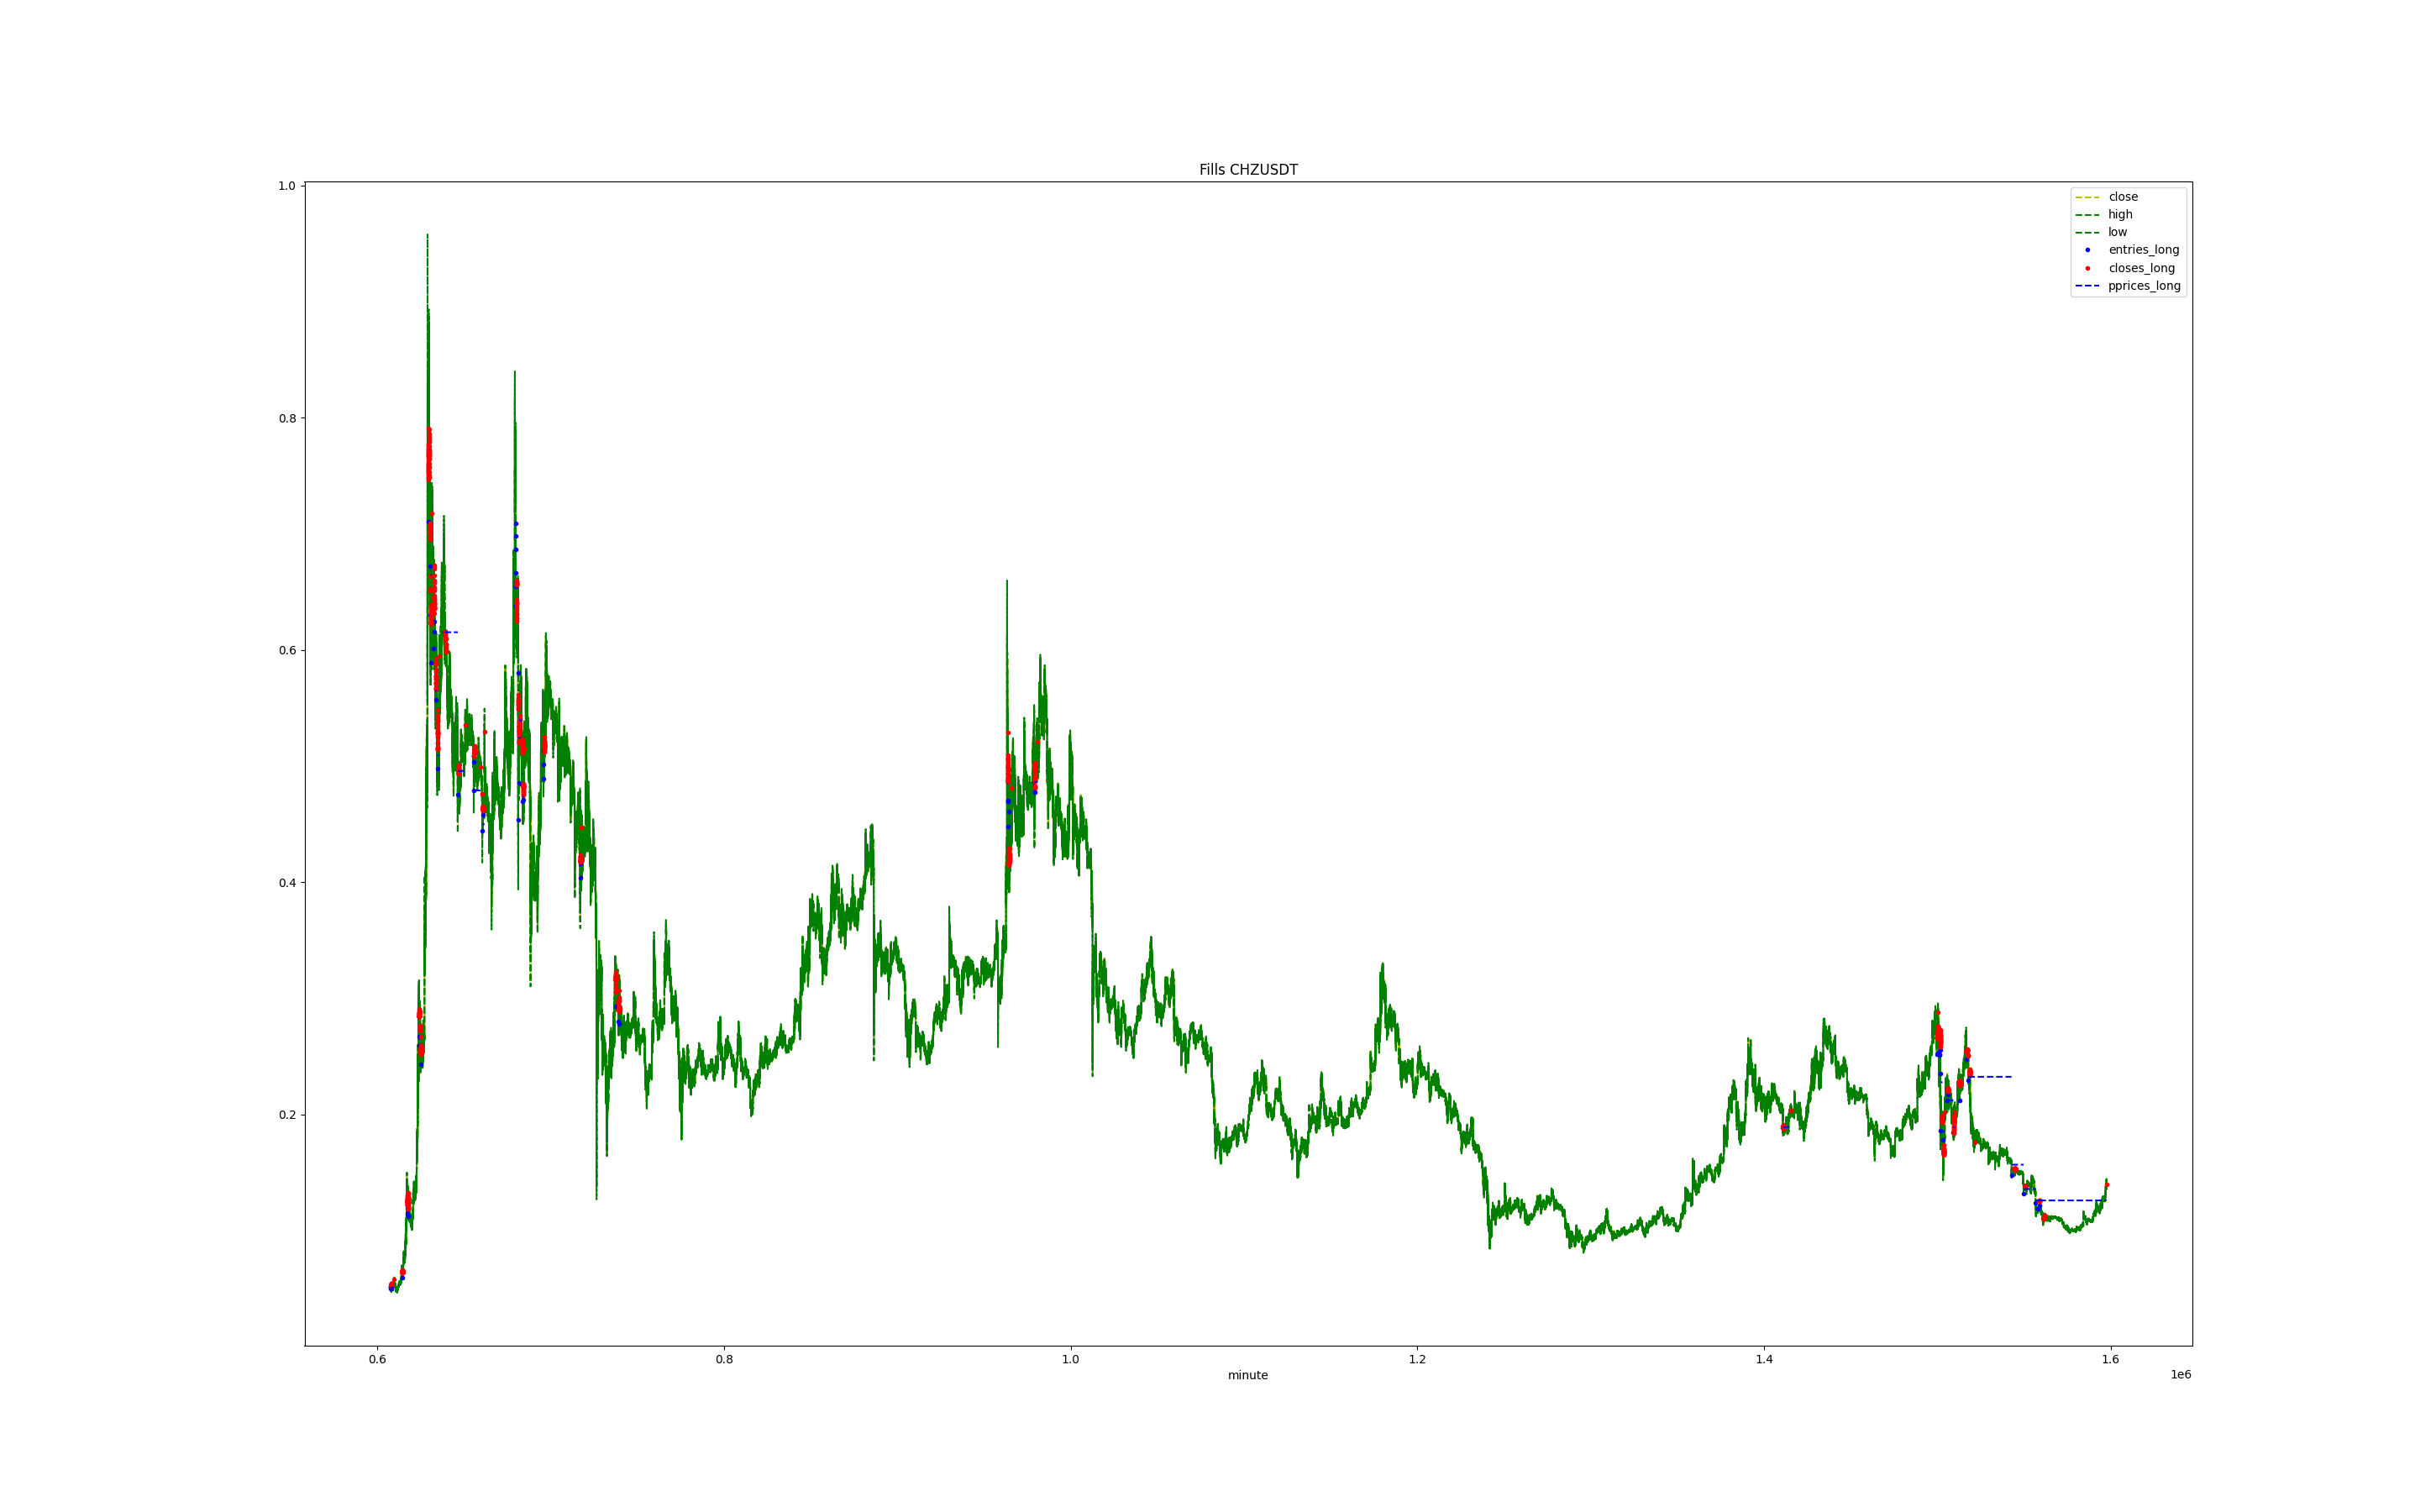 Fills CHZUSDT
1.0
0.8
0.6
0.4
0.2
close
high
low
entries_long
closes_long
pprices_long
0.6 0.8 1.0 1.2 1.4 1.6
minute
1e6